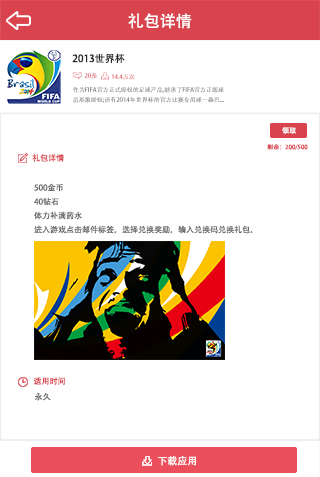 礼包详情
2013世界杯
20条 14.4万次
作为FIFA官方正式授权的足球产品,继承了FIFA官方正版球
员形象授权;还有2014年世界杯的官方比赛专用球—桑巴...
Brasil
2014
FIFA
WORLD CUP
领取
剩余：200/500
礼包详情
500金币
40钻石
体力补满药水
进入游戏点击邮件标签，选择兑换奖励，输入兑换码兑换礼包。
适用时间
永久
下载应用